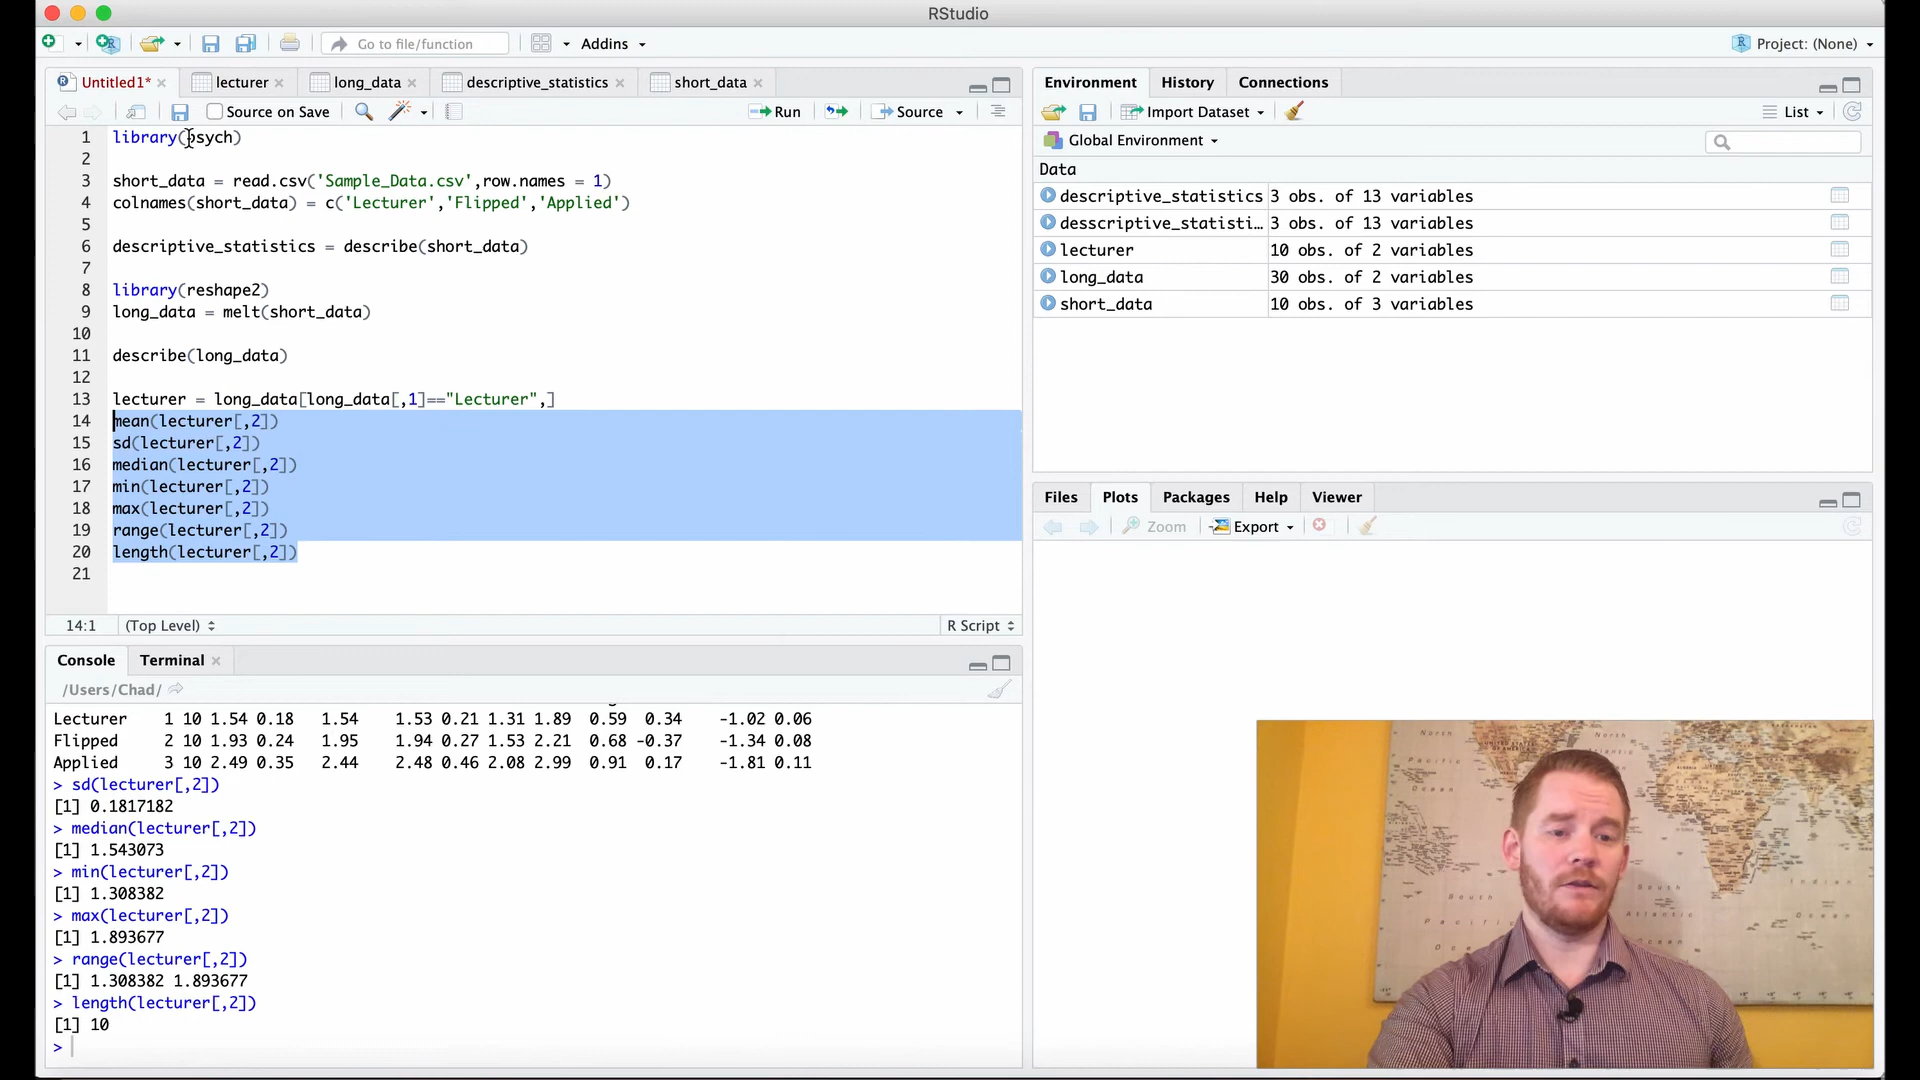 RStudio
Go to file/function
Addins
Project: (None)
Untitled1*
lecturer
long_data
descriptive_statistics
short_data
Source on Save
Run
Source
1 library(psych)
2
3 short_data = read.csv('Sample_Data.csv',row.names = 1)
4 colnames(short_data) = c('Lecturer','Flipped','Applied')
5
6 descriptive_statistics = describe(short_data)
7
8 library(reshape2)
9 long_data = melt(short_data)
10
11 describe(long_data)
12
13 lecturer = long_data[long_data[,1]=="Lecturer",]
14 mean(lecturer[,2])
15 sd(lecturer[,2])
16 median(lecturer[,2])
17 min(lecturer[,2])
18 max(lecturer[,2])
19 range(lecturer[,2])
20 length(lecturer[,2])
21
14:1 (Top Level) R Script
Console Terminal
/Users/Chad/
Lecturer 1 10 1.54 0.18 1.54 1.53 0.21 1.31 1.89 0.59 0.34 -1.02 0.06
Flipped 2 10 1.93 0.24 1.95 1.94 0.27 1.53 2.21 0.68 -0.37 -1.34 0.08
Applied 3 10 2.49 0.35 2.44 2.48 0.46 2.08 2.99 0.91 0.17 -1.81 0.11
> sd(lecturer[,2])
[1] 0.1817182
> median(lecturer[,2])
[1] 1.543073
> min(lecturer[,2])
[1] 1.308382
> max(lecturer[,2])
[1] 1.893677
> range(lecturer[,2])
[1] 1.308382 1.893677
> length(lecturer[,2])
[1] 10
>
Environment History Connections
Import Dataset
List
Global Environment
Data
descriptive_statistics 3 obs. of 13 variables
desscriptive_statisti… 3 obs. of 13 variables
lecturer 10 obs. of 2 variables
long_data 30 obs. of 2 variables
short_data 10 obs. of 3 variables
Files Plots Packages Help Viewer
Zoom Export
North
Pacific
Ocean
South
Pacific
Ocean
North
South
Atlantic
Ocean
Indian
Ocean